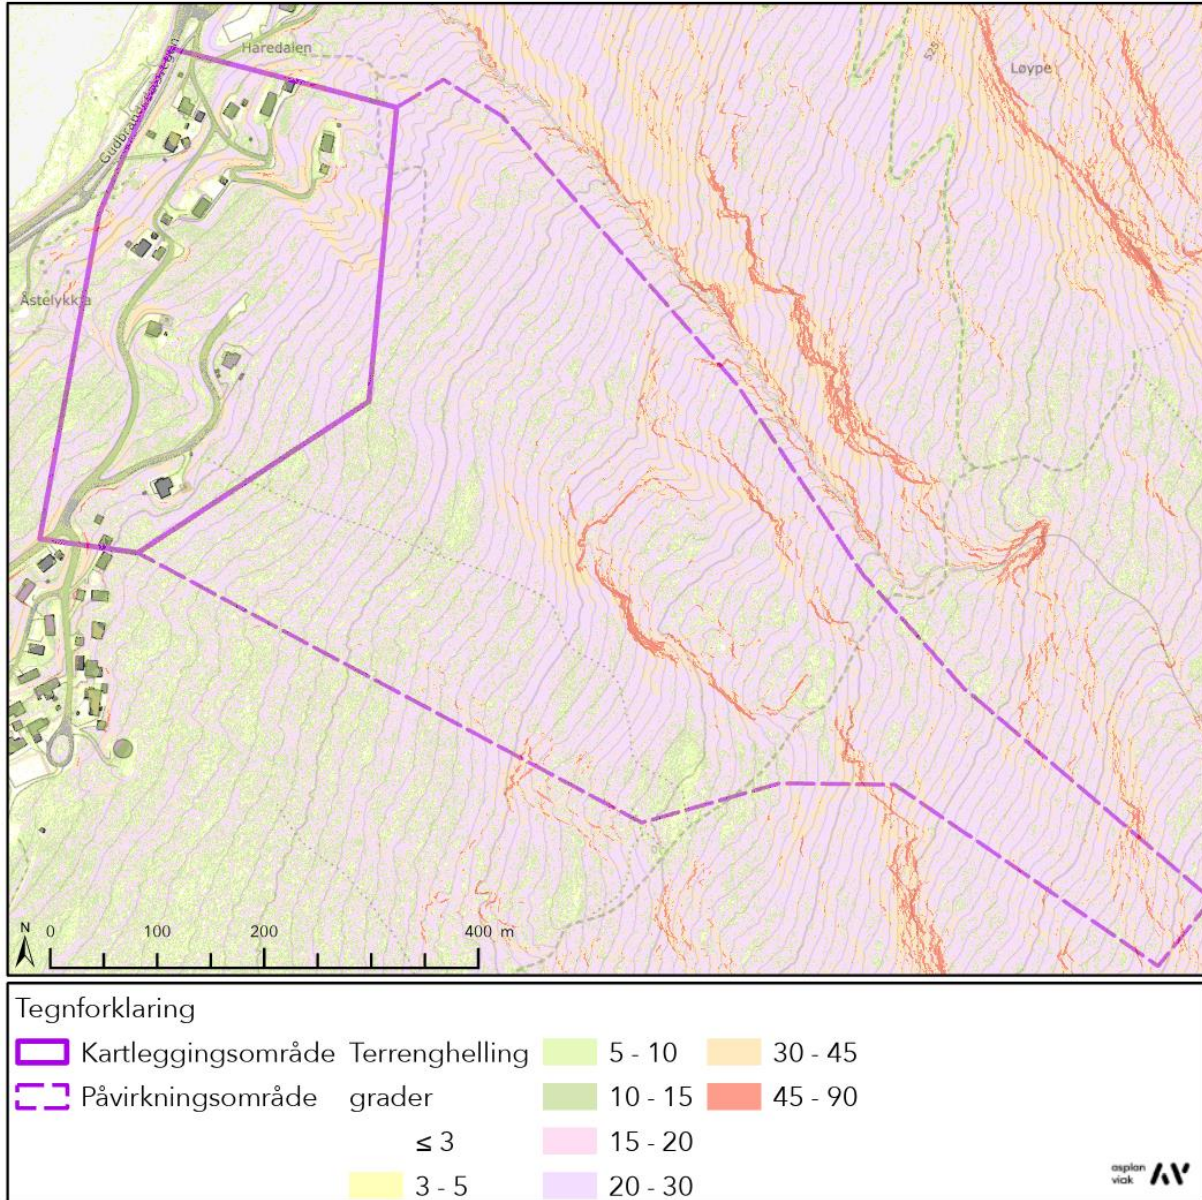 Haredalen
Løype
525
Gudbrandsdalsvegen
Åstelykkja
N 0 100 200 400 m
Tegnforklaring
Kartleggingsområde Terrenghelling 5 - 10 30 - 45
Påvirkningsområde grader 10 - 15 45 - 90
≤ 3 15 - 20
3 - 5 20 - 30
asplan
viak